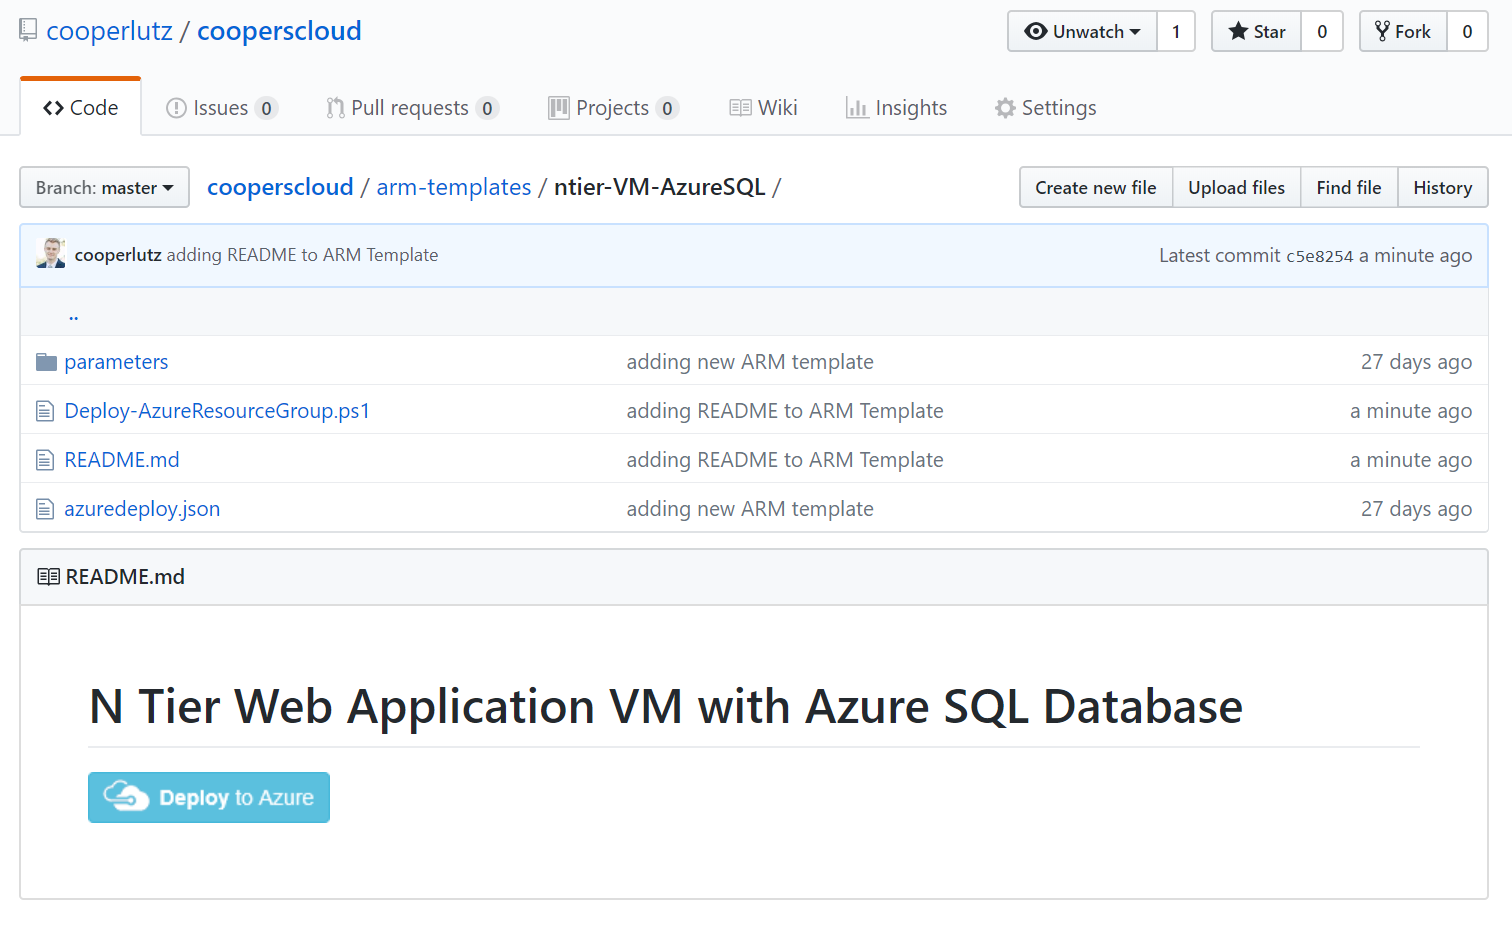 cooperlutz / cooperscloud Unwatch 1 Star 0 Fork 0
Code Issues 0 Pull requests 0 Projects 0 Wiki Insights Settings
Branch: master cooperscloud / arm-templates / ntier-VM-AzureSQL / Create new file Upload files Find file History
cooperlutz adding README to ARM Template Latest commit c5e8254 a minute ago
..
parameters adding new ARM template 27 days ago
Deploy-AzureResourceGroup.ps1 adding README to ARM Template a minute ago
README.md adding README to ARM Template a minute ago
azuredeploy.json adding new ARM template 27 days ago
README.md
N Tier Web Application VM with Azure SQL Database
Deploy to Azure